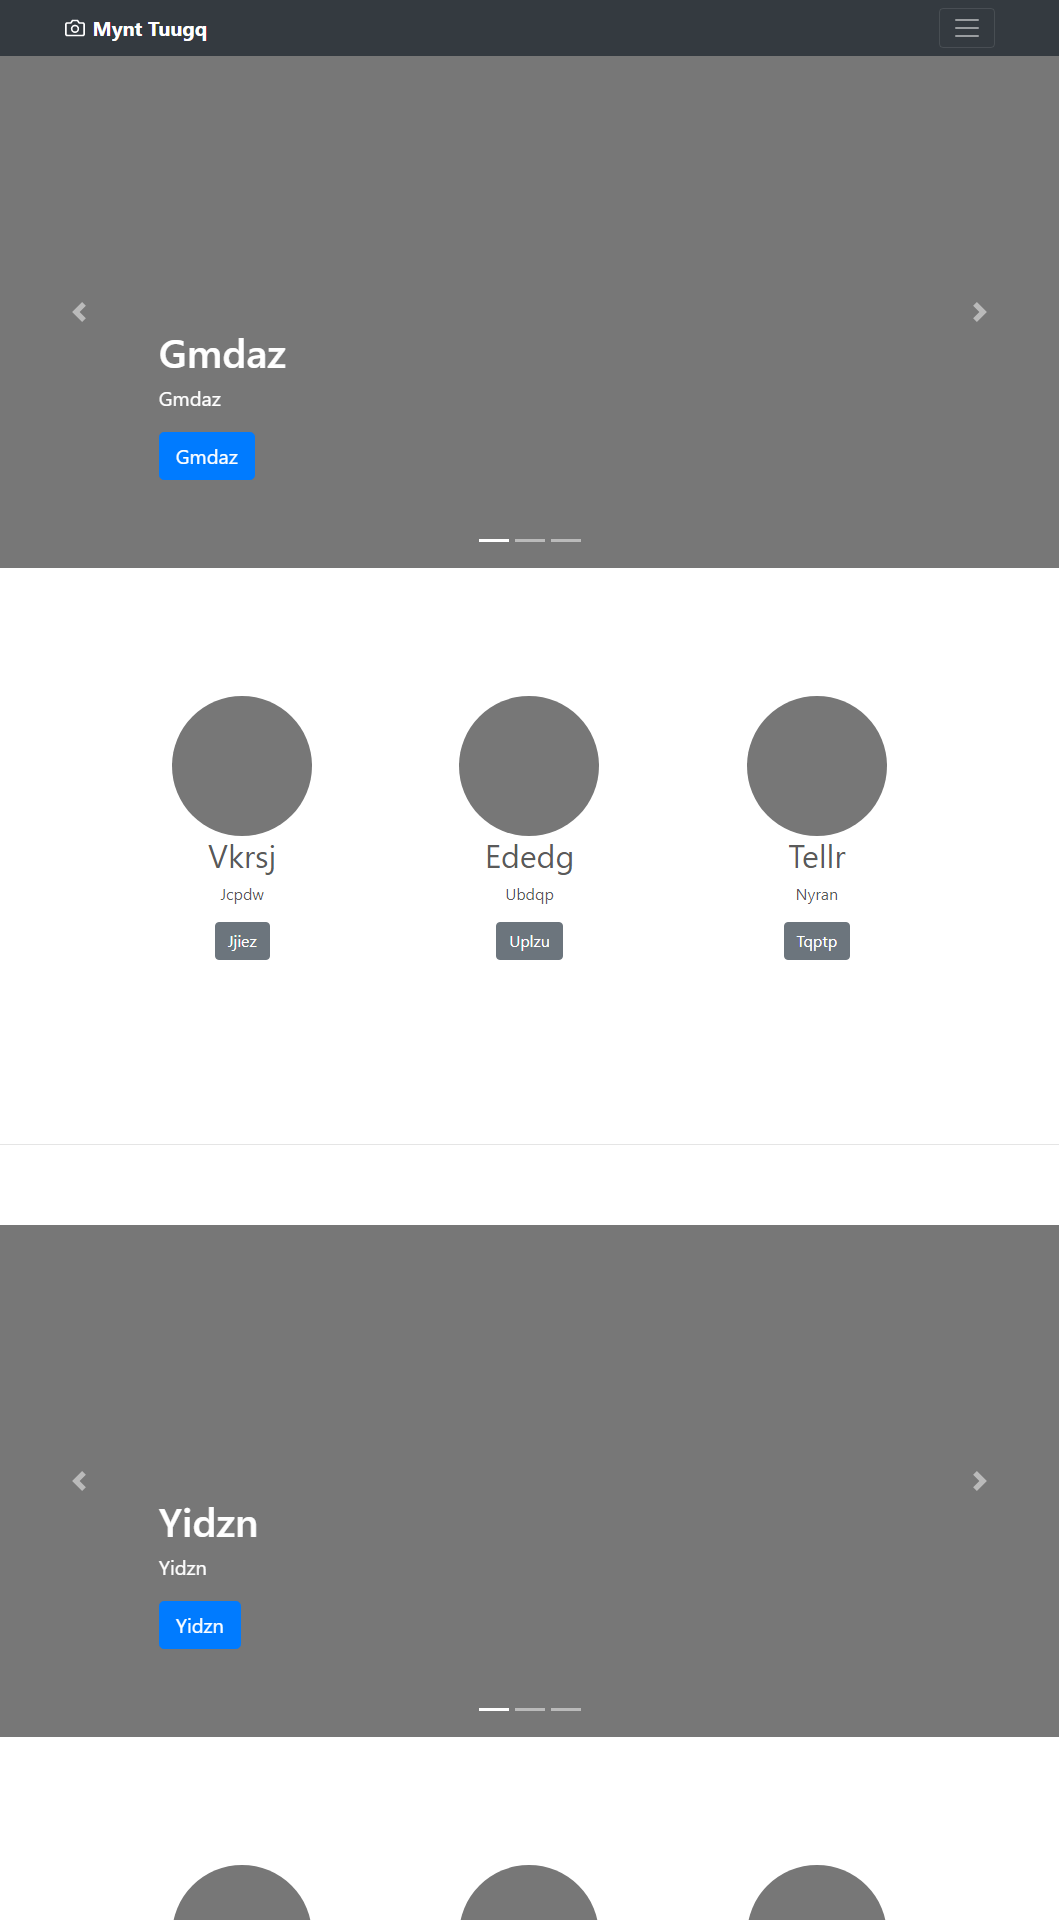 Mynt Tuugq
Gmdaz
Gmdaz
Gmdaz
Vkrsj
Jcpdw
Jjiez
Ededg
Ubdqp
Uplzu
Tellr
Nyran
Tqptp
Yidzn
Yidzn
Yidzn